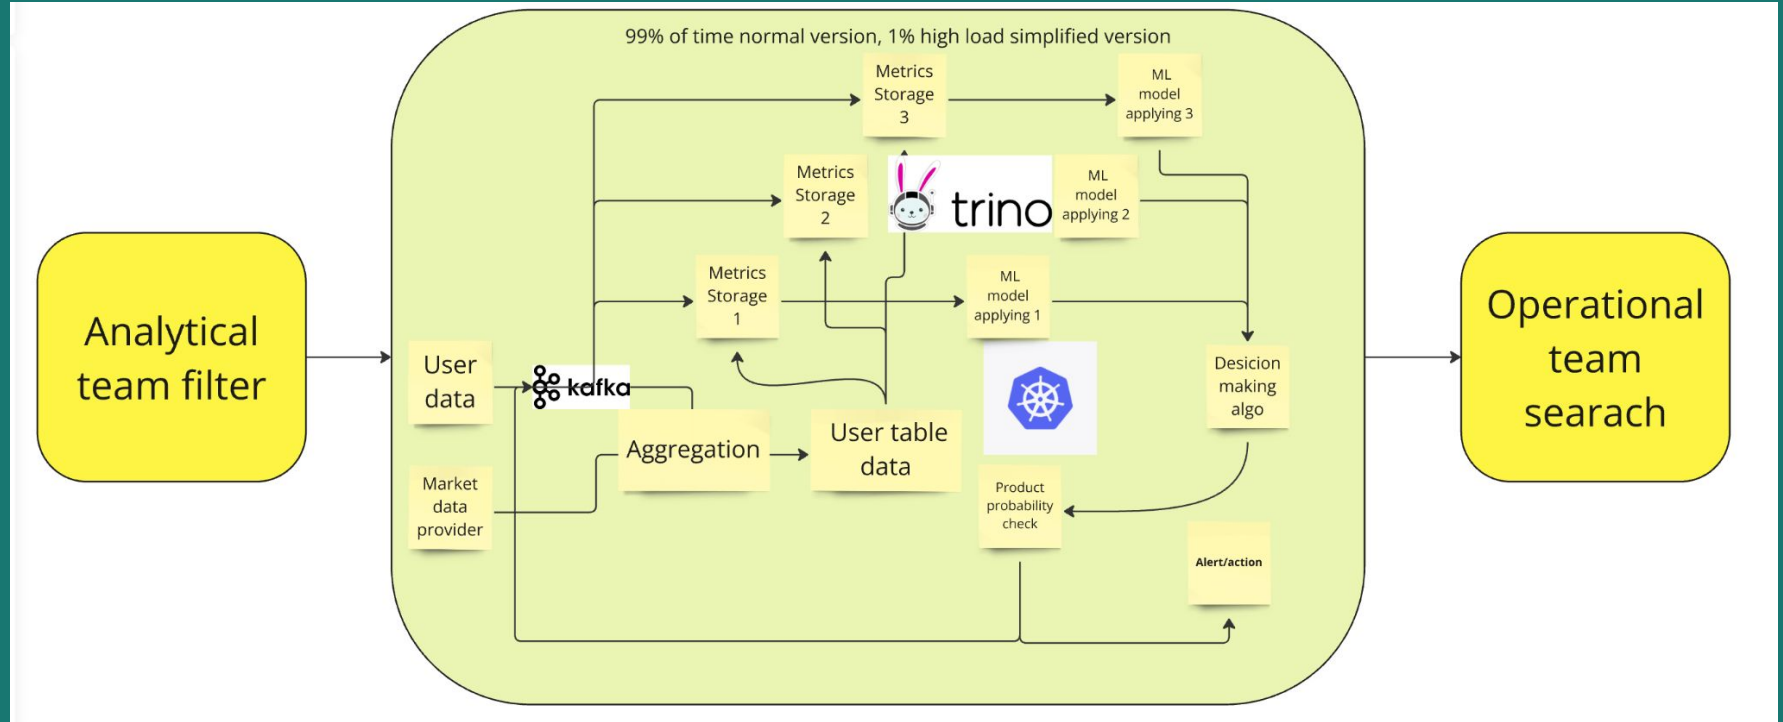 99% of time normal version, 1% high load simplified version
Analytical
team filter
User
data
Market
data
provider
kafka
Aggregation
User table
data
Metrics
Storage
1
Metrics
Storage
2
Metrics
Storage
3
trino
ML
model
applying 1
ML
model
applying 2
ML
model
applying 3
Desicion
making
algo
Product
probability
check
Alert/action
Operational
team
searach